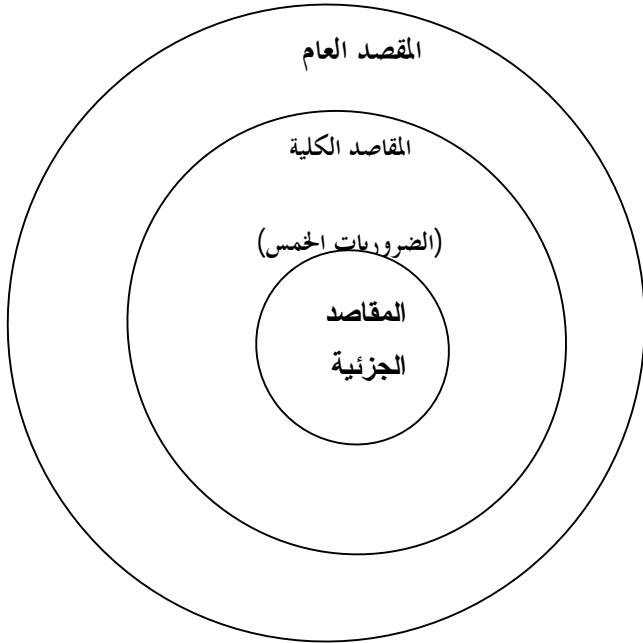 المقصد العام
المقاصد الكلية
(الضروريات الخمس)
المقاصد
الجزئية